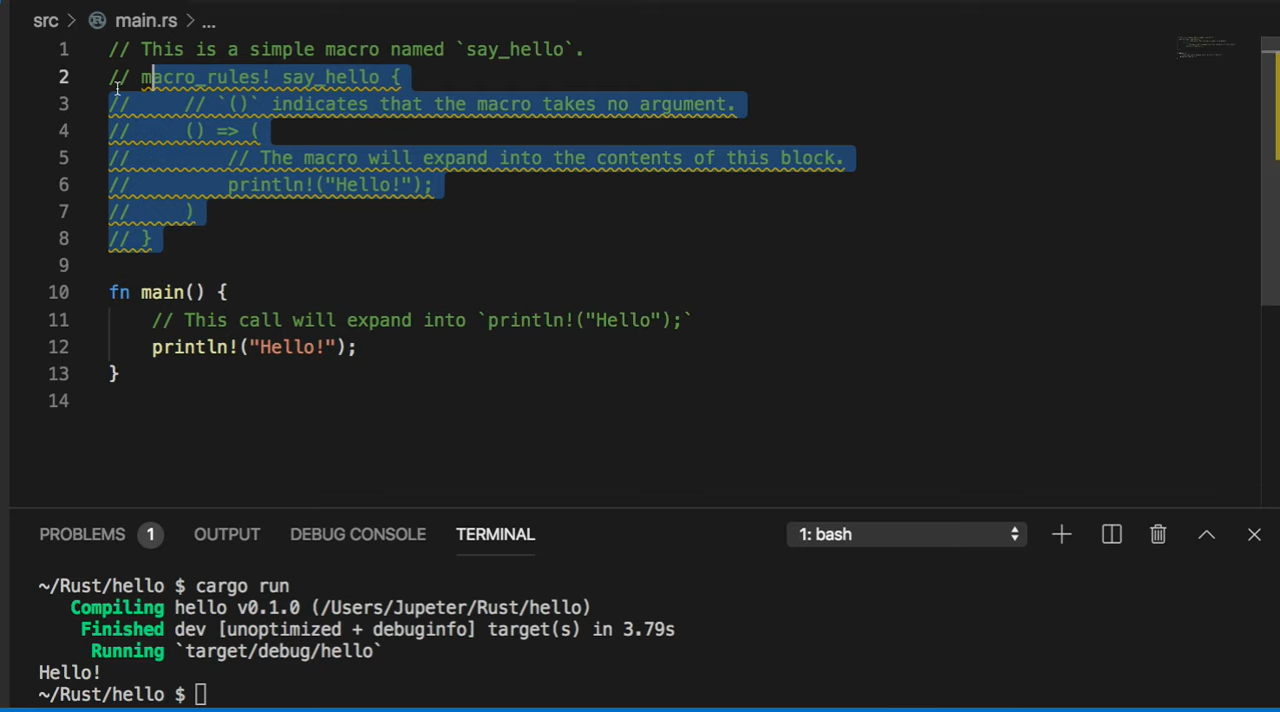 src > main.rs > ...
1 // This is a simple macro named `say_hello`.
2 // macro_rules! say_hello {
3 //     // `()` indicates that the macro takes no argument.
4 //     () => (
5 //         // The macro will expand into the contents of this block.
6 //         println!("Hello!");
7 //     )
8 // }
9
10 fn main() {
11     // This call will expand into `println!("Hello");`
12     println!("Hello!");
13 }
14
PROBLEMS 1 OUTPUT DEBUG CONSOLE TERMINAL 1: bash
~/Rust/hello $ cargo run
   Compiling hello v0.1.0 (/Users/Jupeter/Rust/hello)
    Finished dev [unoptimized + debuginfo] target(s) in 3.79s
     Running `target/debug/hello`
Hello!
~/Rust/hello $